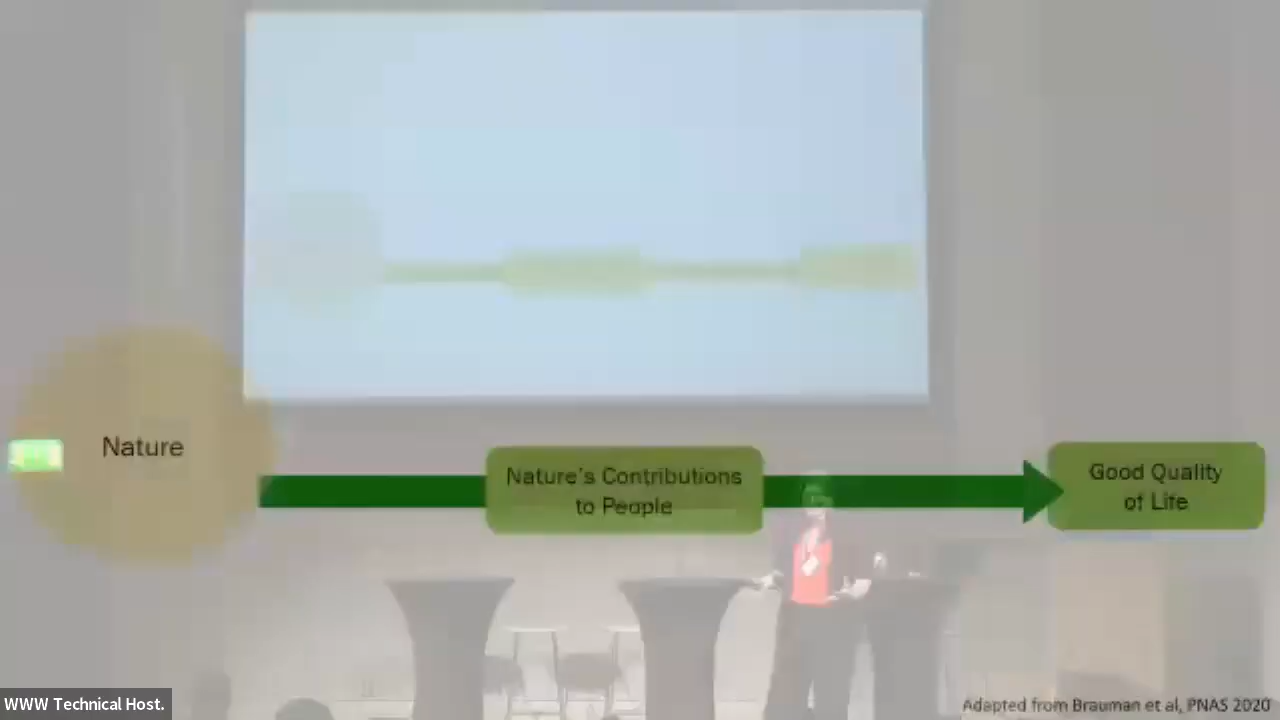 Nature
Nature's Contributions
to People
Good Quality
of Life
WWW Technical Host.
Adapted from Brauman et al, PNAS 2020